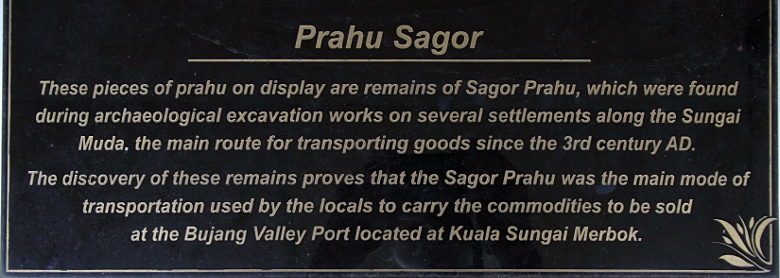 Prahu Sagor
These pieces of prahu on display are remains of Sagor Prahu, which were found
during archaeological excavation works on several settlements along the Sungai
Muda, the main route for transporting goods since the 3rd century AD.
The discovery of these remains proves that the Sagor Prahu was the main mode of
transportation used by the locals to carry the commodities to be sold
at the Bujang Valley Port located at Kuala Sungai Merbok.